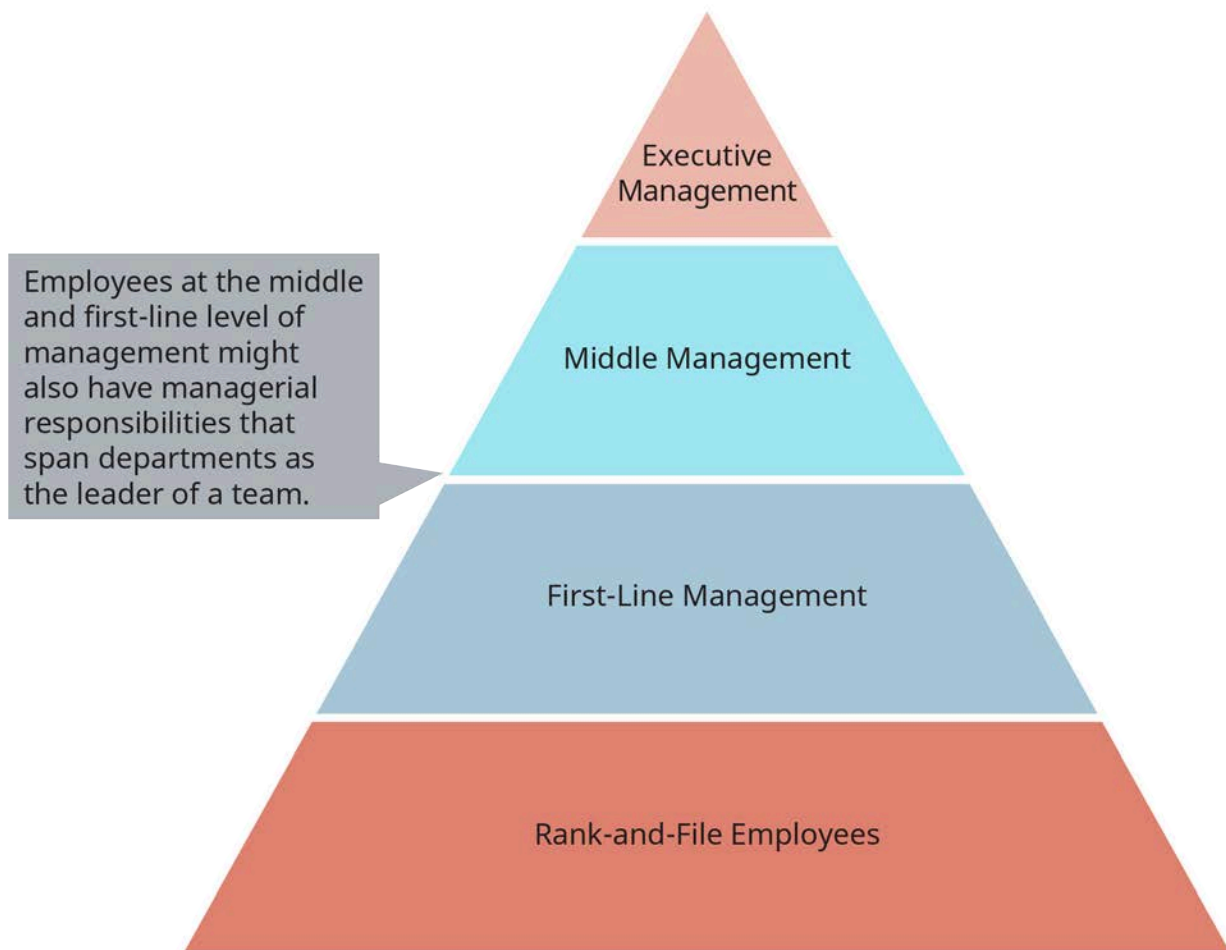 Executive
Management
Employees at the middle
and first-line level of
management might
also have managerial
responsibilities that
span departments as
the leader of a team.
Middle Management
First-Line Management
Rank-and-File Employees